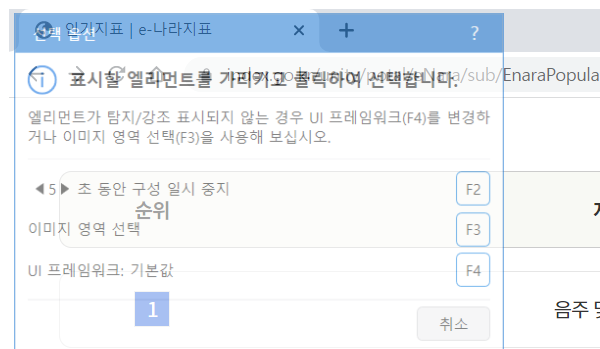 인기지표 | e-나라지표
선택 옵션
?
표시할 엘리먼트를 가리키고 클릭하여 선택합니다.
/sub/EnaraPopula
엘리먼트가 탐지/강조 표시되지 않는 경우 UI 프레임워크(F4)를 변경하
거나 이미지 영역 선택(F3)을 사용해 보십시오.
5 초 동안 구성 일시 중지 F2
순위
이미지 영역 선택 F3
UI 프레임워크: 기본값 F4
1
음주 및
취소